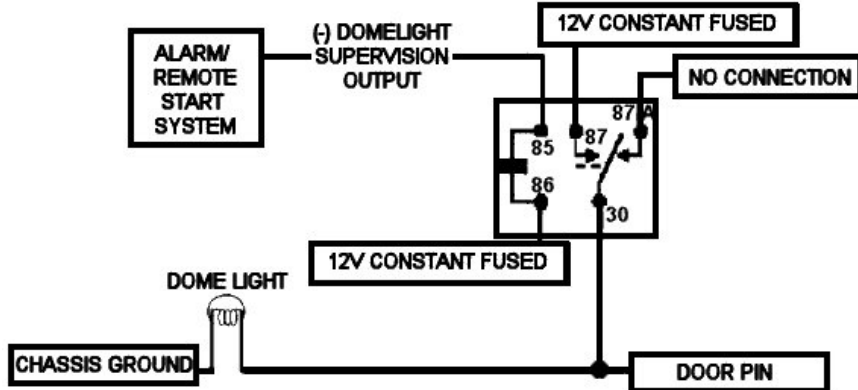 12V CONSTANT FUSED
ALARM/
REMOTE
START
SYSTEM
(-) DOMELIGHT
SUPERVISION
OUTPUT
NO CONNECTION
87A
87
85
86
30
12V CONSTANT FUSED
DOME LIGHT
CHASSIS GROUND
DOOR PIN